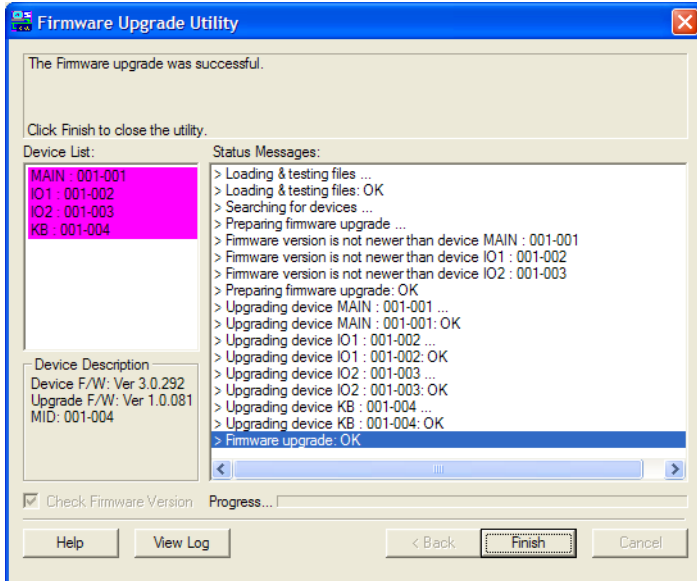 Firmware Upgrade Utility
The Firmware upgrade was successful.
Click Finish to close the utility.
Device List:
MAIN : 001-001
IO1 : 001-002
IO2 : 001-003
KB : 001-004
Device Description
Device F/W: Ver 3.0.292
Upgrade F/W: Ver 1.0.081
MID: 001-004
Status Messages:
> Loading & testing files ...
> Loading & testing files: OK
> Searching for devices ...
> Preparing firmware upgrade ...
> Firmware version is not newer than device MAIN : 001-001
> Firmware version is not newer than device IO1 : 001-002
> Firmware version is not newer than device IO2 : 001-003
> Preparing firmware upgrade: OK
> Upgrading device MAIN : 001-001 ...
> Upgrading device MAIN : 001-001: OK
> Upgrading device IO1 : 001-002 ...
> Upgrading device IO1 : 001-002: OK
> Upgrading device IO2 : 001-003 ...
> Upgrading device IO2 : 001-003: OK
> Upgrading device KB : 001-004 ...
> Upgrading device KB : 001-004: OK
> Firmware upgrade: OK
Check Firmware Version
Progress...
Help
View Log
< Back
Finish
Cancel